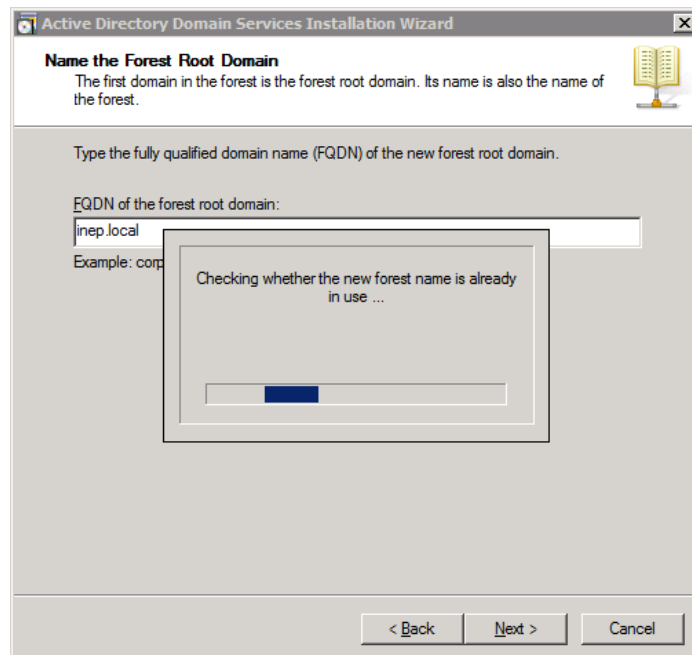 Active Directory Domain Services Installation Wizard
Name the Forest Root Domain
The first domain in the forest is the forest root domain. Its name is also the name of
the forest.
Type the fully qualified domain name (FQDN) of the new forest root domain.
FQDN of the forest root domain:
inep.local
Example: corp
Checking whether the new forest name is already
in use ...
< Back
Next >
Cancel